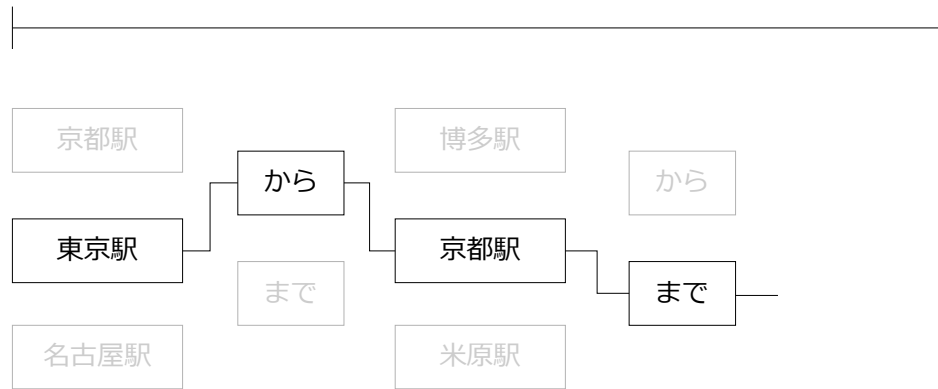 京都駅
博多駅
から
から
東京駅
京都駅
まで
まで
名古屋駅
米原駅